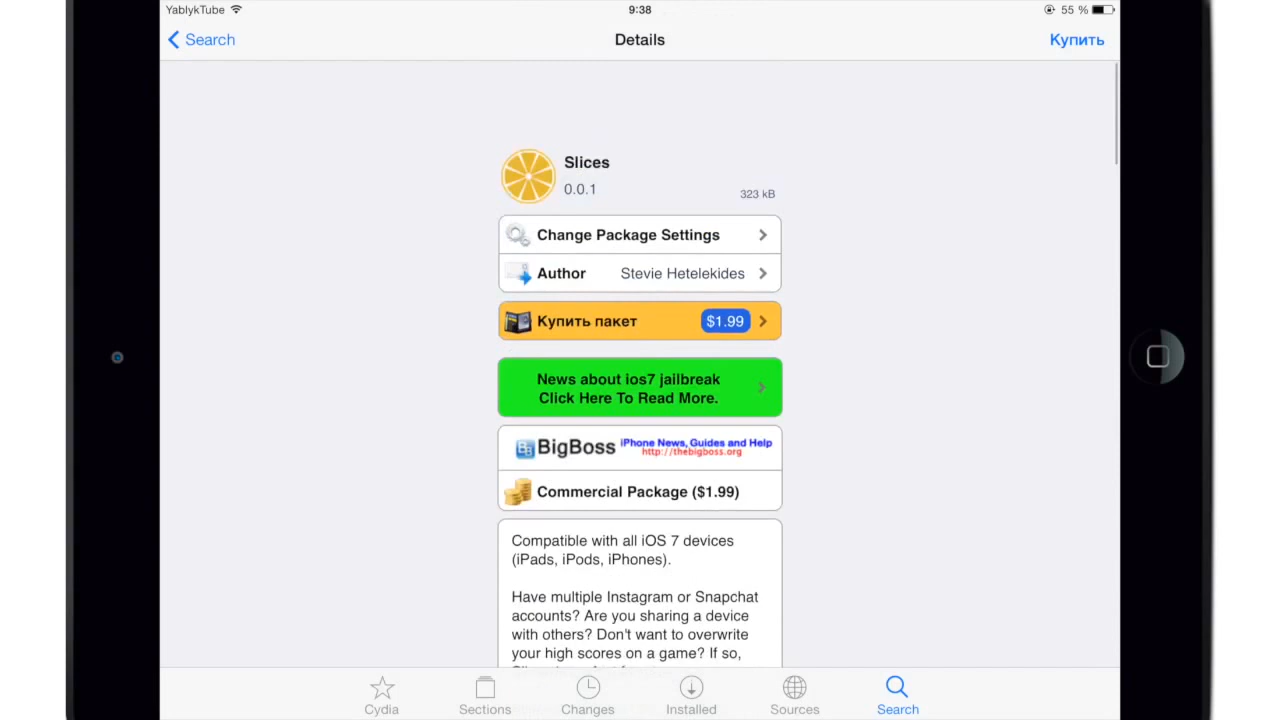 YablykTube
9:38
55 %
Search
Details
Купить
Slices
0.0.1
323 kB
Change Package Settings
Author Stevie Hetelekides
Купить пакет $1.99
News about ios7 jailbreak
Click Here To Read More.
BigBoss iPhone News, Guides and Help
http://thebigboss.org
Commercial Package ($1.99)
Compatible with all iOS 7 devices
(iPads, iPods, iPhones).
Have multiple Instagram or Snapchat
accounts? Are you sharing a device
with others? Don't want to overwrite
your high scores on a game? If so,
Cydia
Sections
Changes
Installed
Sources
Search